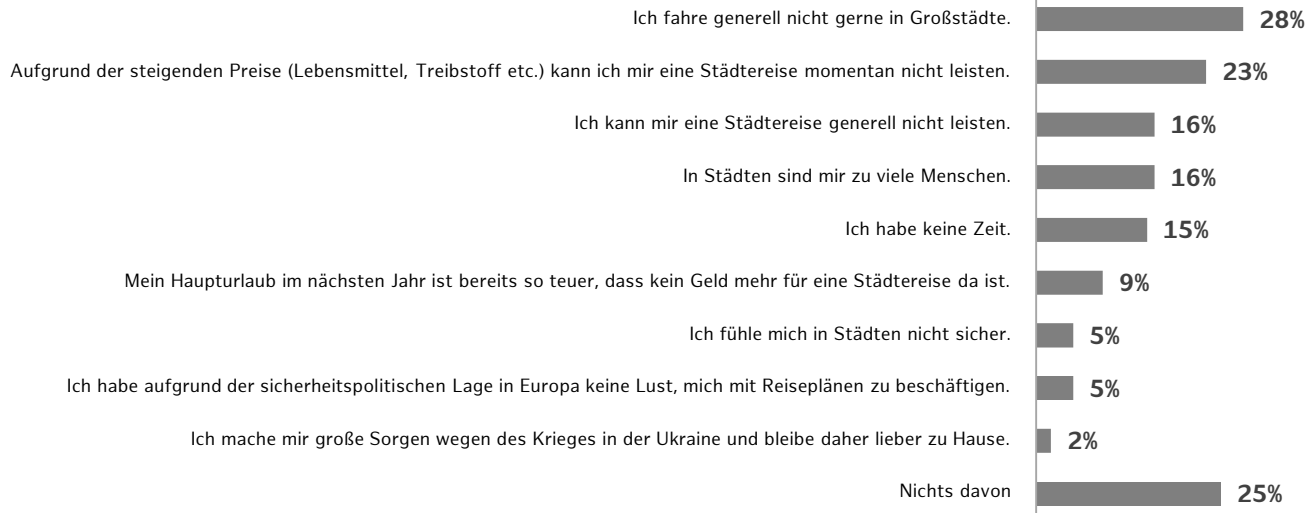 Ich fahre generell nicht gerne in Großstädte. 28%
Aufgrund der steigenden Preise (Lebensmittel, Treibstoff etc.) kann ich mir eine Städtereise momentan nicht leisten. 23%
Ich kann mir eine Städtereise generell nicht leisten. 16%
In Städten sind mir zu viele Menschen. 16%
Ich habe keine Zeit. 15%
Mein Haupturlaub im nächsten Jahr ist bereits so teuer, dass kein Geld mehr für eine Städtereise da ist. 9%
Ich fühle mich in Städten nicht sicher. 5%
Ich habe aufgrund der sicherheitspolitischen Lage in Europa keine Lust, mich mit Reiseplänen zu beschäftigen. 5%
Ich mache mir große Sorgen wegen des Krieges in der Ukraine und bleibe daher lieber zu Hause. 2%
Nichts davon 25%